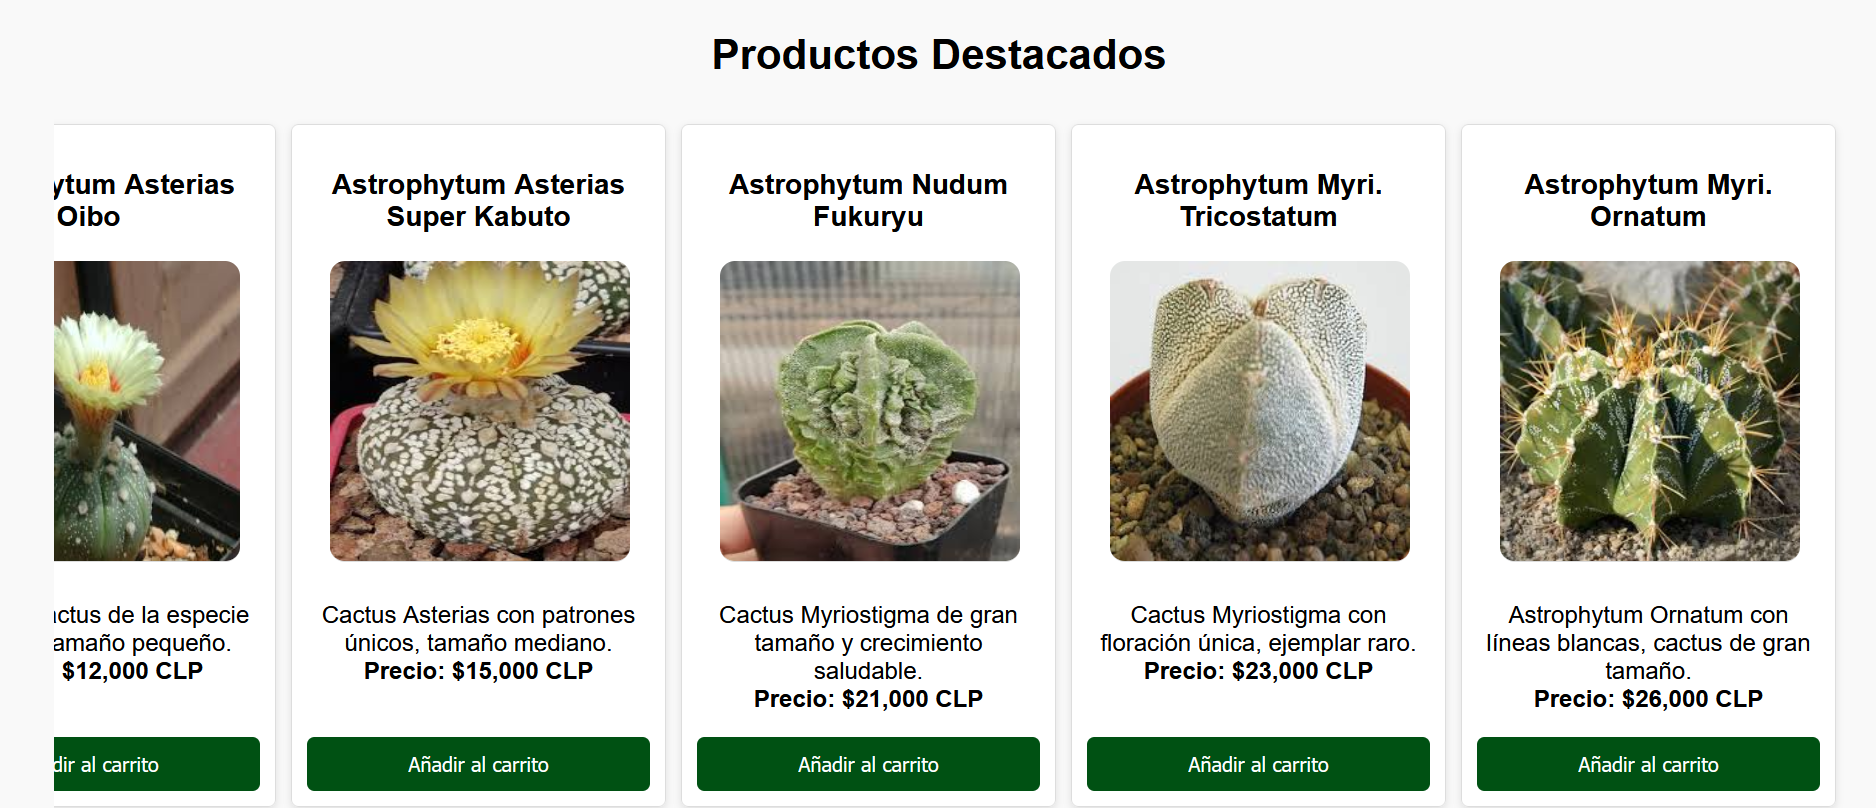 Productos Destacados
ytum Asterias
Oibo
actus de la especie
amaño pequeño.
$12,000 CLP
dir al carrito
Astrophytum Asterias
Super Kabuto
Cactus Asterias con patrones
únicos, tamaño mediano.
Precio: $15,000 CLP
Añadir al carrito
Astrophytum Nudum
Fukuryu
Cactus Myriostigma de gran
tamaño y crecimiento
saludable.
Precio: $21,000 CLP
Añadir al carrito
Astrophytum Myri.
Tricostatum
Cactus Myriostigma con
floración única, ejemplar raro.
Precio: $23,000 CLP
Añadir al carrito
Astrophytum Myri.
Ornatum
Astrophytum Ornatum con
líneas blancas, cactus de gran
tamaño.
Precio: $26,000 CLP
Añadir al carrito